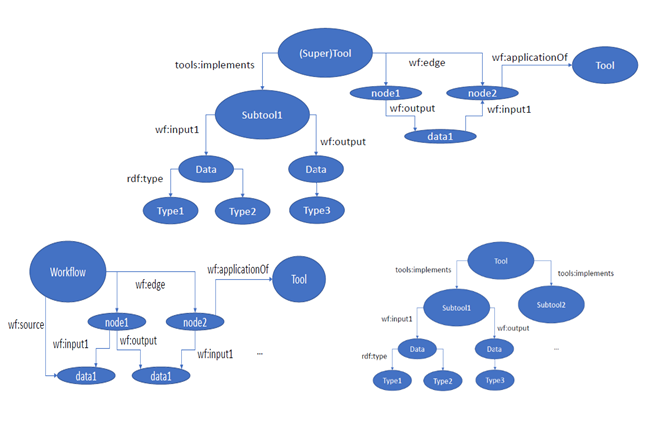 (Super)Tool
tools:implements
wf:edge
wf:applicationOf
Tool
node1
node2
Subtool1
wf:output
wf:input1
data1
wf:input1
wf:output
Data
Data
rdf:type
Type1
Type2
Type3
Workflow
wf:applicationOf
Tool
wf:edge
wf:source
node1
node2
wf:input1
wf:output
wf:input1
...
data1
data1
Tool
tools:implements
tools:implements
Subtool1
Subtool2
wf:input1
wf:output
Data
Data
...
rdf:type
Type1
Type2
Type3